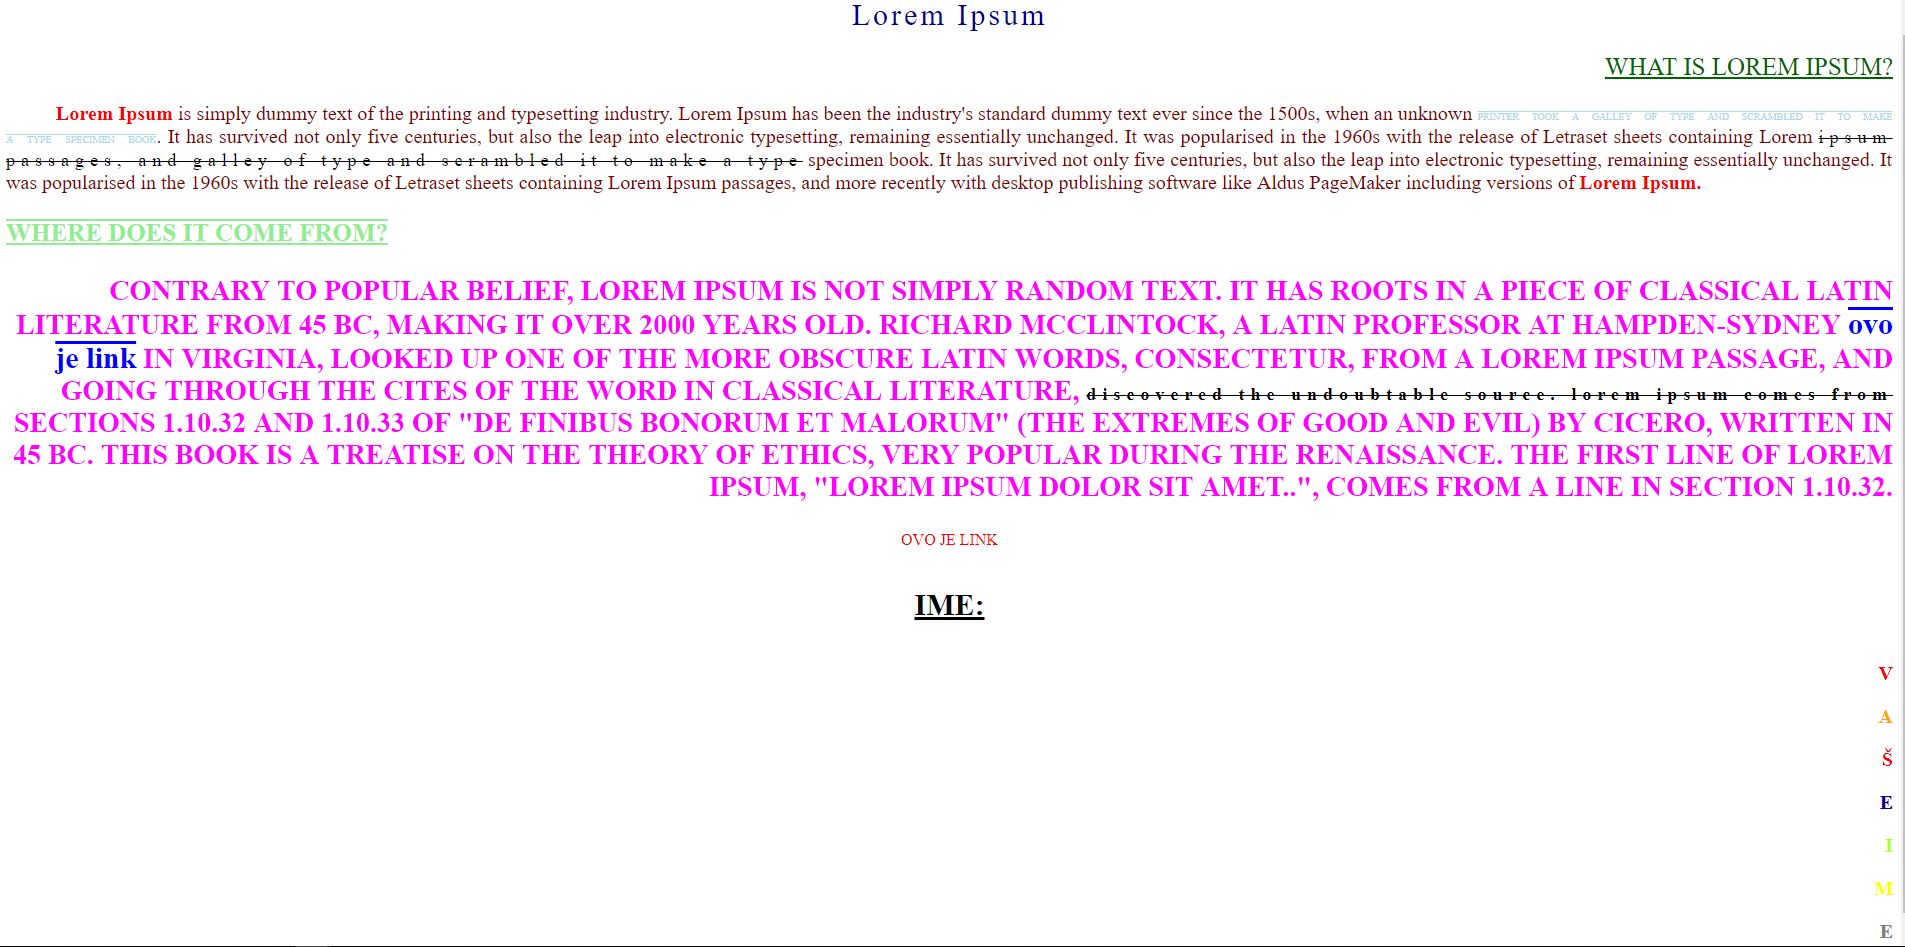 Lorem Ipsum
WHAT IS LOREM IPSUM?
Lorem Ipsum is simply dummy text of the printing and typesetting industry. Lorem Ipsum has been the industry's standard dummy text ever since the 1500s, when an unknown PRINTER TOOK A GALLEY OF TYPE AND SCRAMBLED IT TO MAKE
A TYPE SPECIMEN BOOK. It has survived not only five centuries, but also the leap into electronic typesetting, remaining essentially unchanged. It was popularised in the 1960s with the release of Letraset sheets containing Lorem ipsum
passages, and galley of type and scrambled it to make a type specimen book. It has survived not only five centuries, but also the leap into electronic typesetting, remaining essentially unchanged. It
was popularised in the 1960s with the release of Letraset sheets containing Lorem Ipsum passages, and more recently with desktop publishing software like Aldus PageMaker including versions of Lorem Ipsum.
WHERE DOES IT COME FROM?
CONTRARY TO POPULAR BELIEF, LOREM IPSUM IS NOT SIMPLY RANDOM TEXT. IT HAS ROOTS IN A PIECE OF CLASSICAL LATIN
LITERATURE FROM 45 BC, MAKING IT OVER 2000 YEARS OLD. RICHARD MCCLINTOCK, A LATIN PROFESSOR AT HAMPDEN-SYDNEY ovo
je link IN VIRGINIA, LOOKED UP ONE OF THE MORE OBSCURE LATIN WORDS, CONSECTETUR, FROM A LOREM IPSUM PASSAGE, AND
GOING THROUGH THE CITES OF THE WORD IN CLASSICAL LITERATURE, discovered the undoubtable source. lorem ipsum comes from
SECTIONS 1.10.32 AND 1.10.33 OF "DE FINIBUS BONORUM ET MALORUM" (THE EXTREMES OF GOOD AND EVIL) BY CICERO, WRITTEN IN
45 BC. THIS BOOK IS A TREATISE ON THE THEORY OF ETHICS, VERY POPULAR DURING THE RENAISSANCE. THE FIRST LINE OF LOREM
IPSUM, "LOREM IPSUM DOLOR SIT AMET..", COMES FROM A LINE IN SECTION 1.10.32.
OVO JE LINK
IME:
V
A
Š
E
I
M
E